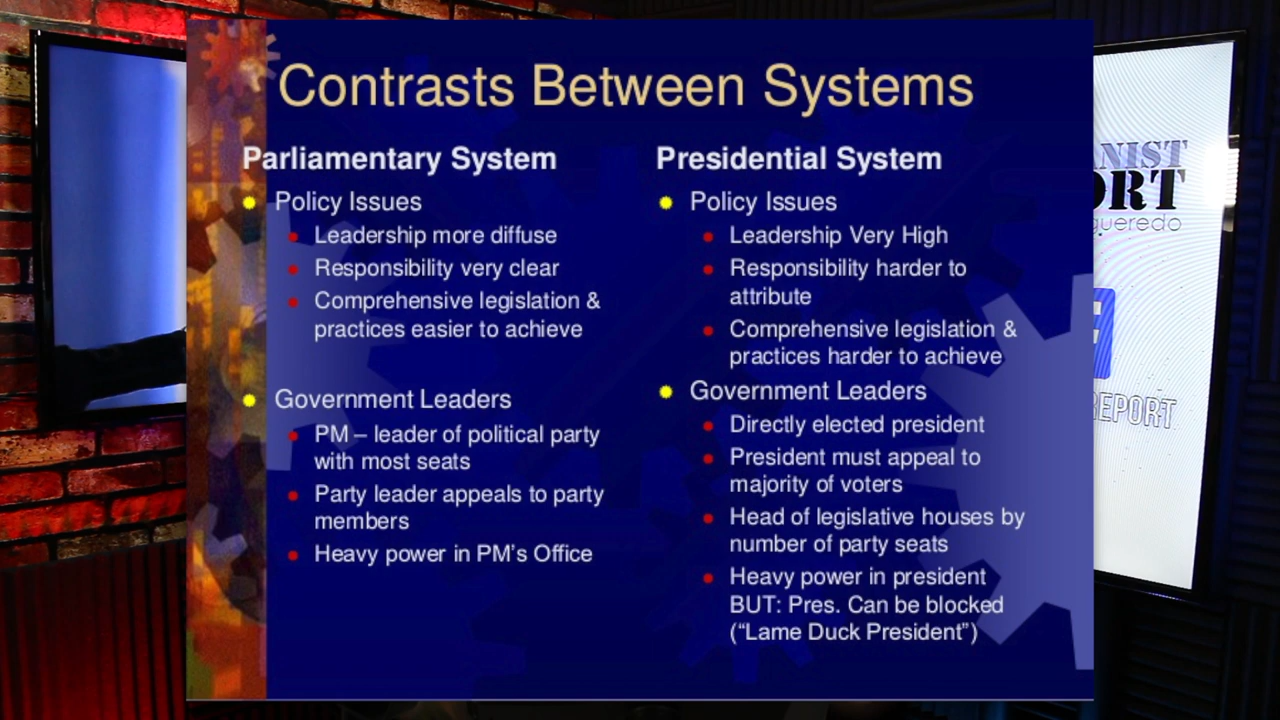 Contrasts Between Systems
Parliamentary System
Policy Issues
Leadership more diffuse
Responsibility very clear
Comprehensive legislation &
practices easier to achieve
Government Leaders
PM – leader of political party
with most seats
Party leader appeals to party
members
Heavy power in PM's Office
Presidential System
Policy Issues
Leadership Very High
Responsibility harder to
attribute
Comprehensive legislation &
practices harder to achieve
Government Leaders
Directly elected president
President must appeal to
majority of voters
Head of legislative houses by
number of party seats
Heavy power in president
BUT: Pres. Can be blocked
("Lame Duck President")
REPORT